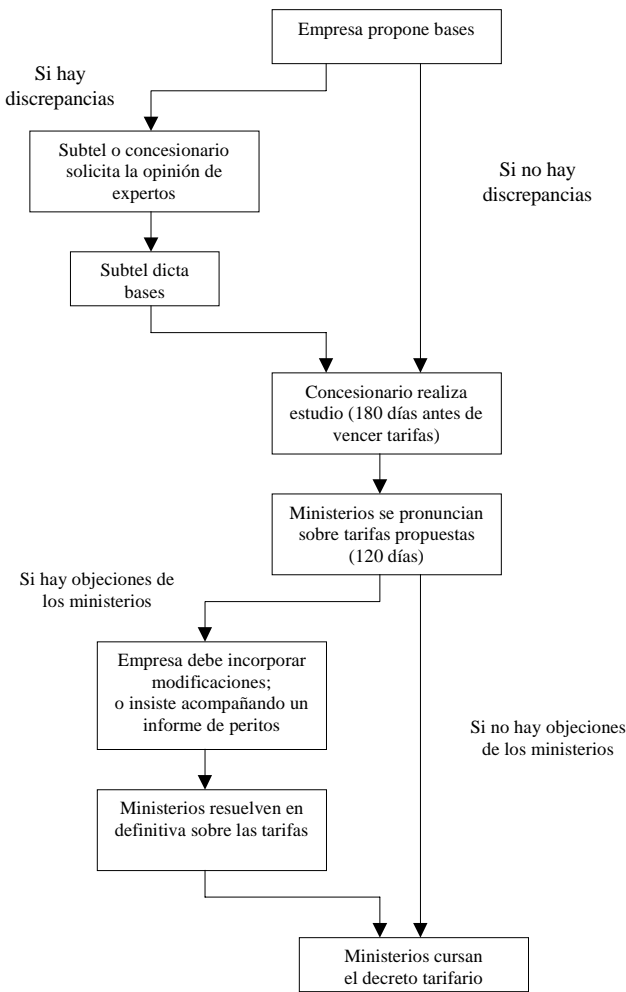 Empresa propone bases
Si hay
discrepancias
Subtel o concesionario
solicita la opinión de
expertos
Si no hay
discrepancias
Subtel dicta
bases
Concesionario realiza
estudio (180 días antes de
vencer tarifas)
Ministerios se pronuncian
sobre tarifas propuestas
(120 días)
Si hay objeciones de
los ministerios
Empresa debe incorporar
modificaciones;
o insiste acompañando un
informe de peritos
Si no hay objeciones
de los ministerios
Ministerios resuelven en
definitiva sobre las tarifas
Ministerios cursan
el decreto tarifario